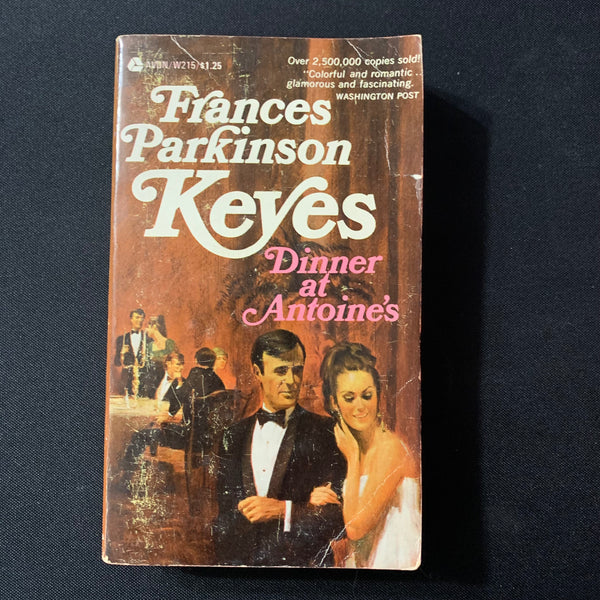 AVON/W215/$1.25
Over 2,500,000 copies sold!
"Colorful and romantic..
glamorous and fascinating.
WASHINGTON POST
Frances
Parkinson
Keyes
Dinner
at
Antoine's